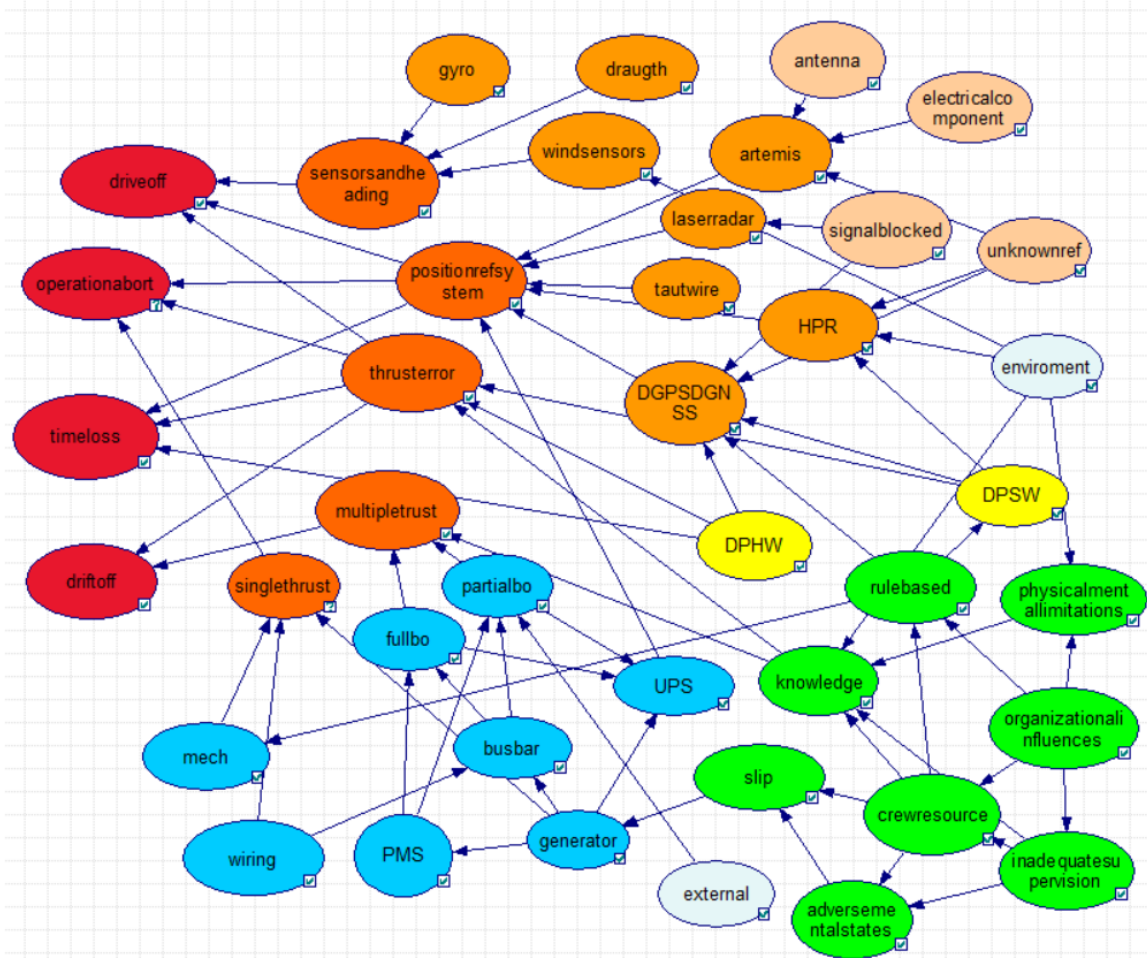 gyro
draugth
antenna
electricalco
mponent
driveoff
sensorsandhe
ading
windsensors
artemis
laserradar
signalblocked
unknownref
operationabort
positionrefsy
stem
tautwire
HPR
enviroment
thrusterror
DGPSDGN
SS
timeloss
multipletrust
DPSW
DPHW
driftoff
singlethrust
partialbo
rulebased
physicalment
allimitations
fullbo
UPS
knowledge
organizationali
nfluences
mech
busbar
slip
crewresource
wiring
PMS
generator
external
inadequatesu
pervision
adverseme
ntalstates